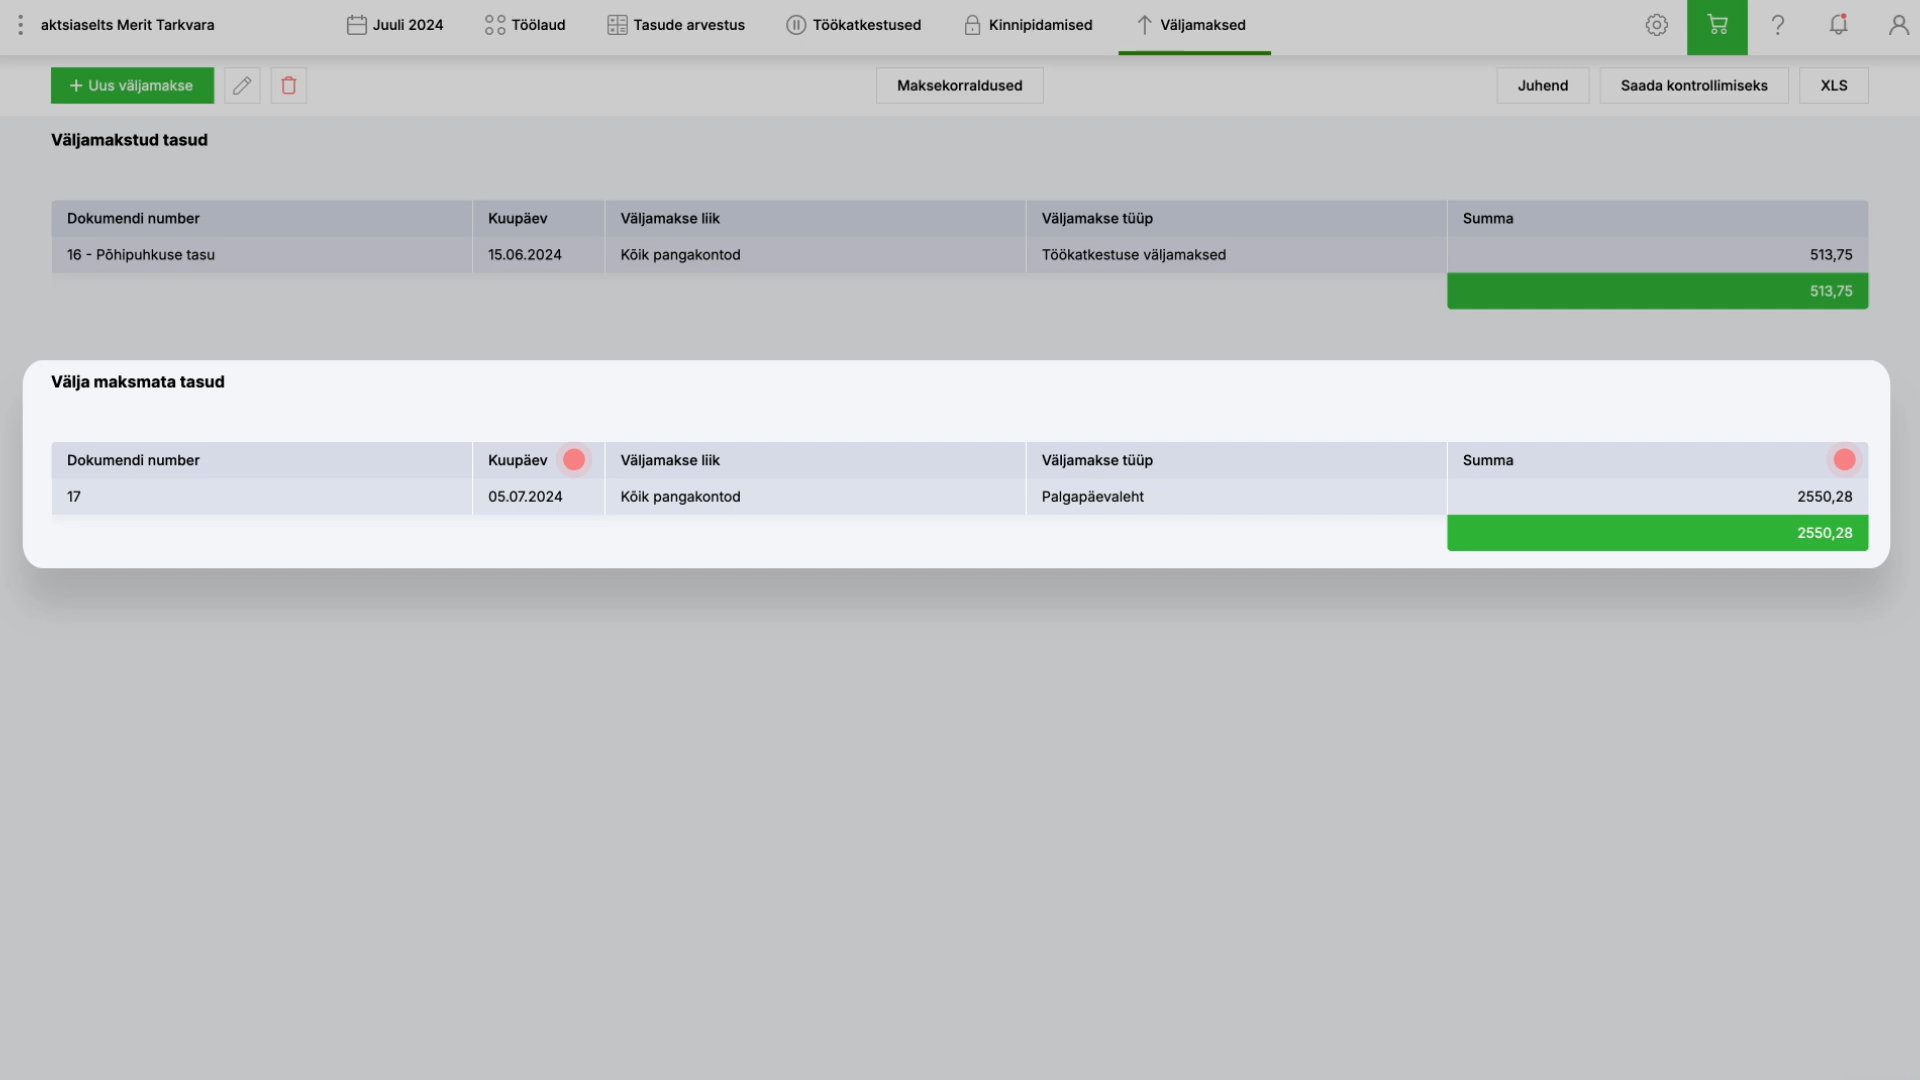 aktsiaselts Merit Tarkvara
Juuli 2024
Töölaud
Tasude arvestus
Töökatkestused
Kinnipidamised
Väljamaksed
+ Uus väljamakse
Maksekorraldused
Juhend
Saada kontrollimiseks
XLS
Väljamakstud tasud
Dokumendi number Kuupäev Väljamakse liik Väljamakse tüüp Summa
16 - Põhipuhkuse tasu 15.06.2024 Kõik pangakontod Töökatkestuse väljamaksed 513,75
513,75
Välja maksmata tasud
Dokumendi number Kuupäev Väljamakse liik Väljamakse tüüp Summa
17 05.07.2024 Kõik pangakontod Palgapäevaleht 2550,28
2550,28